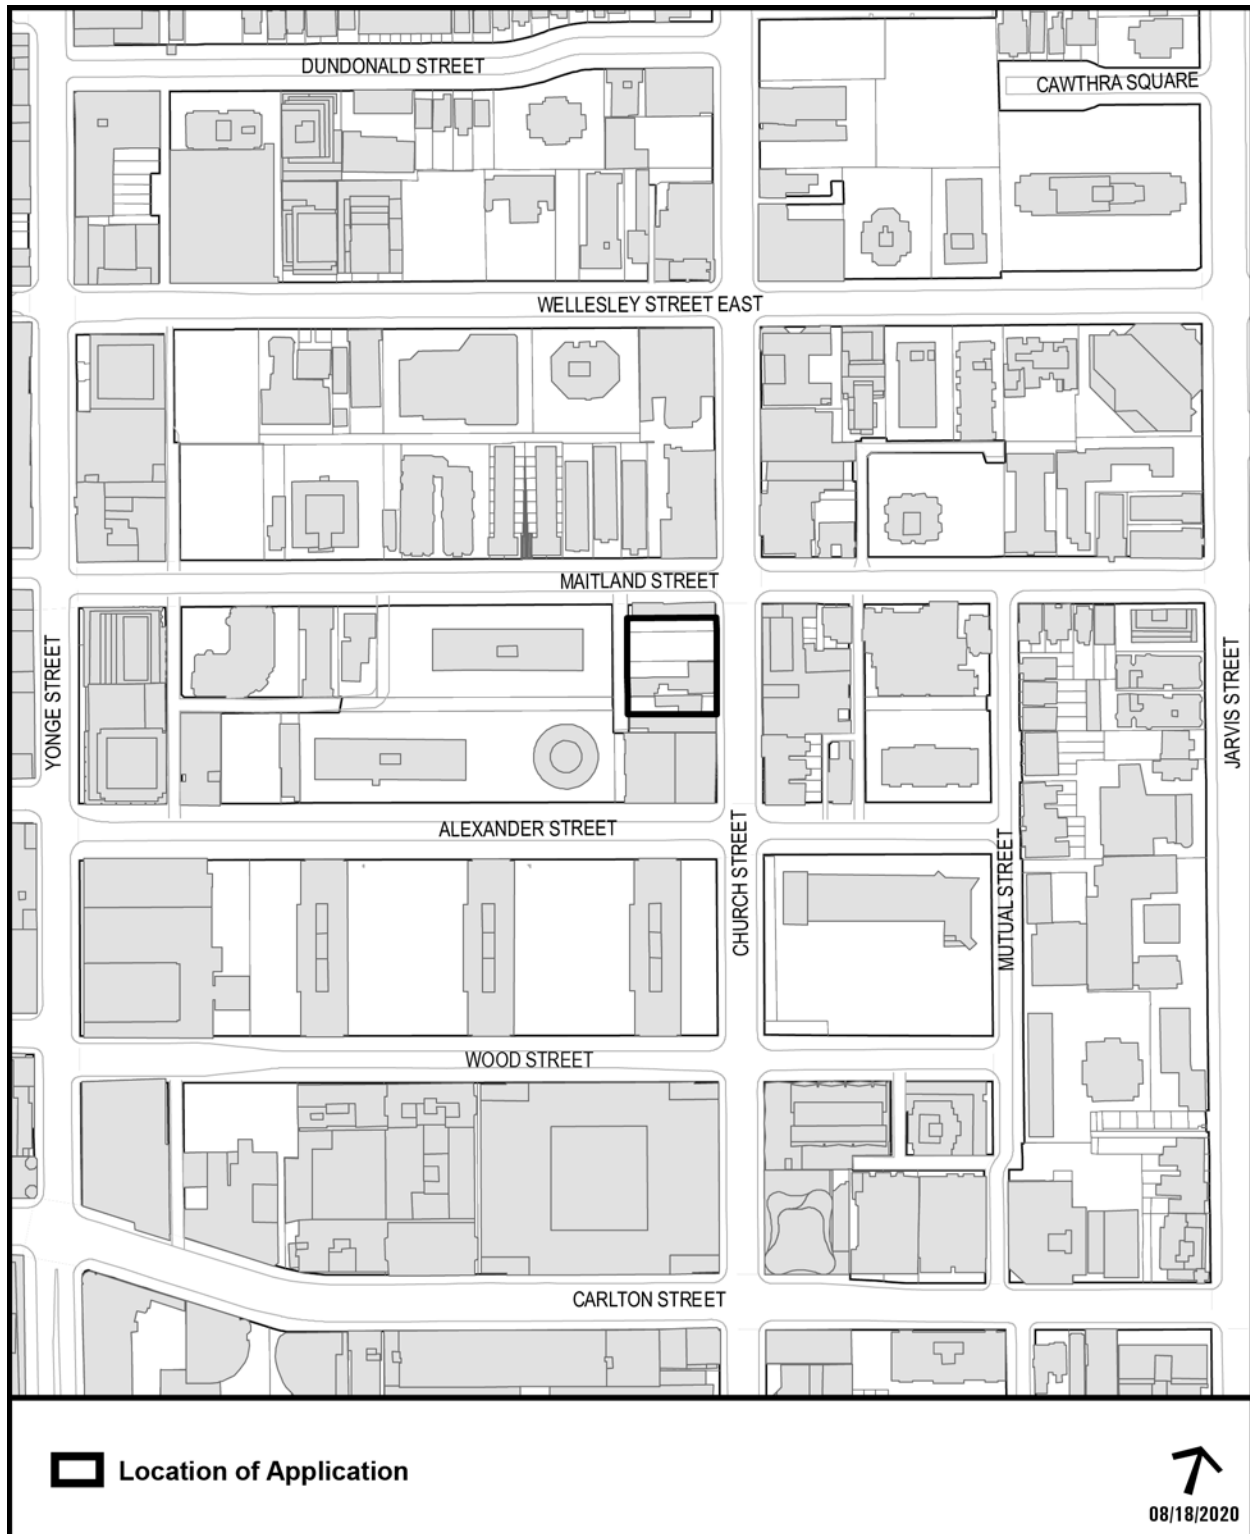 DUNDONALD STREET
CAWTHRA SQUARE
WELLESLEY STREET EAST
MAITLAND STREET
YONGE STREET
JARVIS STREET
ALEXANDER STREET
CHURCH STREET
MUTUAL STREET
WOOD STREET
CARLTON STREET
Location of Application
08/18/2020